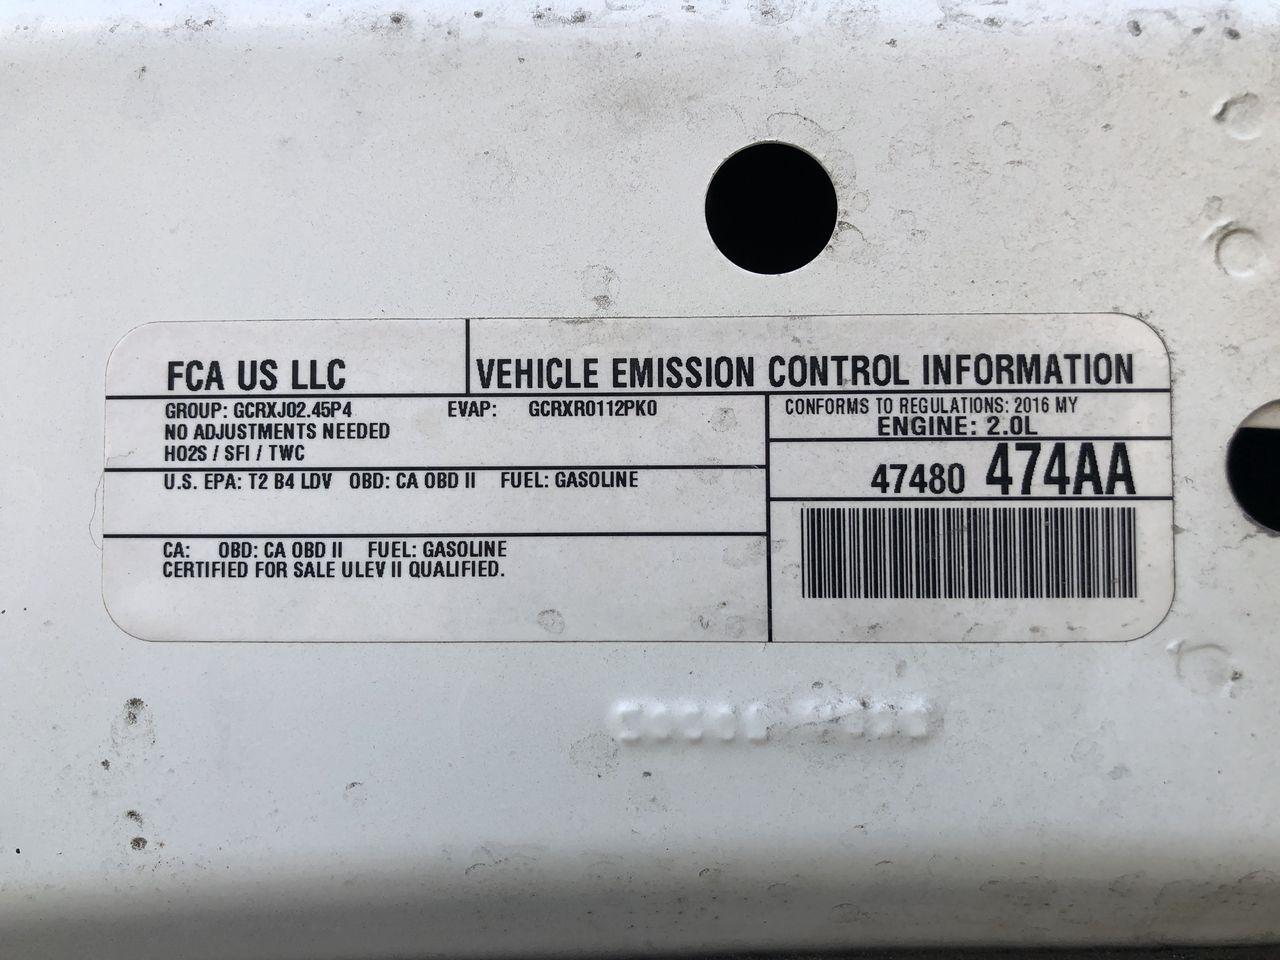 FCA US LLC
VEHICLE EMISSION CONTROL INFORMATION
GROUP: GCRXJ02.45P4 EVAP: GCRXR0112PK0
NO ADJUSTMENTS NEEDED
HO2S / SFI / TWC
U.S. EPA: T2 B4 LDV OBD: CA OBD II FUEL: GASOLINE
CA: OBD: CA OBD II FUEL: GASOLINE
CERTIFIED FOR SALE ULEV II QUALIFIED.
CONFORMS TO REGULATIONS: 2016 MY
ENGINE: 2.0L
47480 474AA